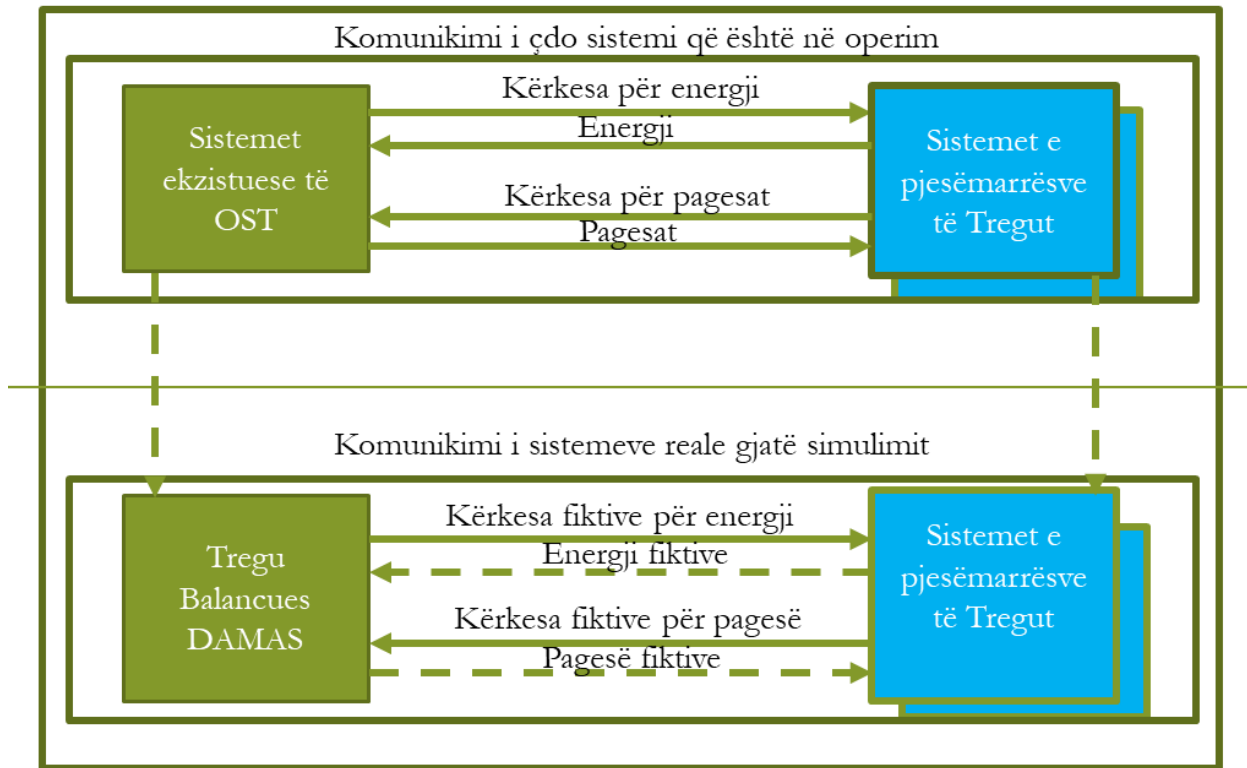 Komunikimi i çdo sistemi që është në operim
Sistemet
ekzistuese të
OST
Kërkesa për energji
Energji
Kërkesa për pagesat
Pagesat
Sistemet e
pjesëmarrësve
të Tregut
Komunikimi i sistemeve reale gjatë simulimit
Tregu
Balancues
DAMAS
Kërkesa fiktive për energji
Energji fiktive
Kërkesa fiktive për pagesë
Pagesë fiktive
Sistemet e
pjesëmarrësve
të Tregut